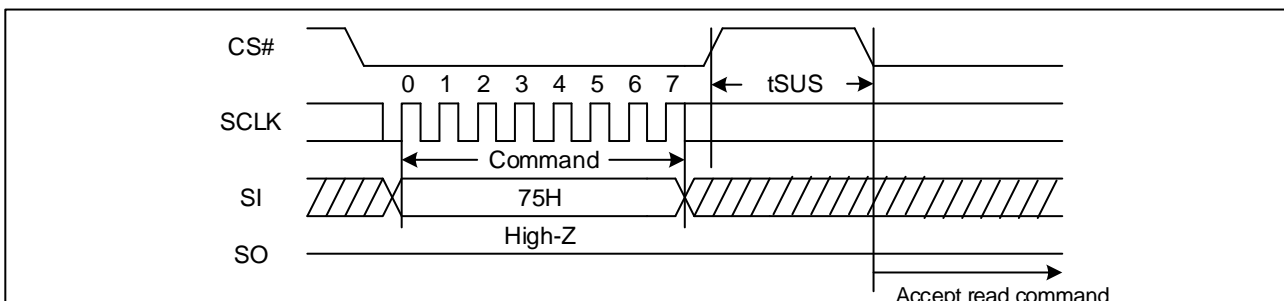 CS#
0 1 2 3 4 5 6 7
tSUS
SCLK
Command
SI
75H
High-Z
SO
Accept read command